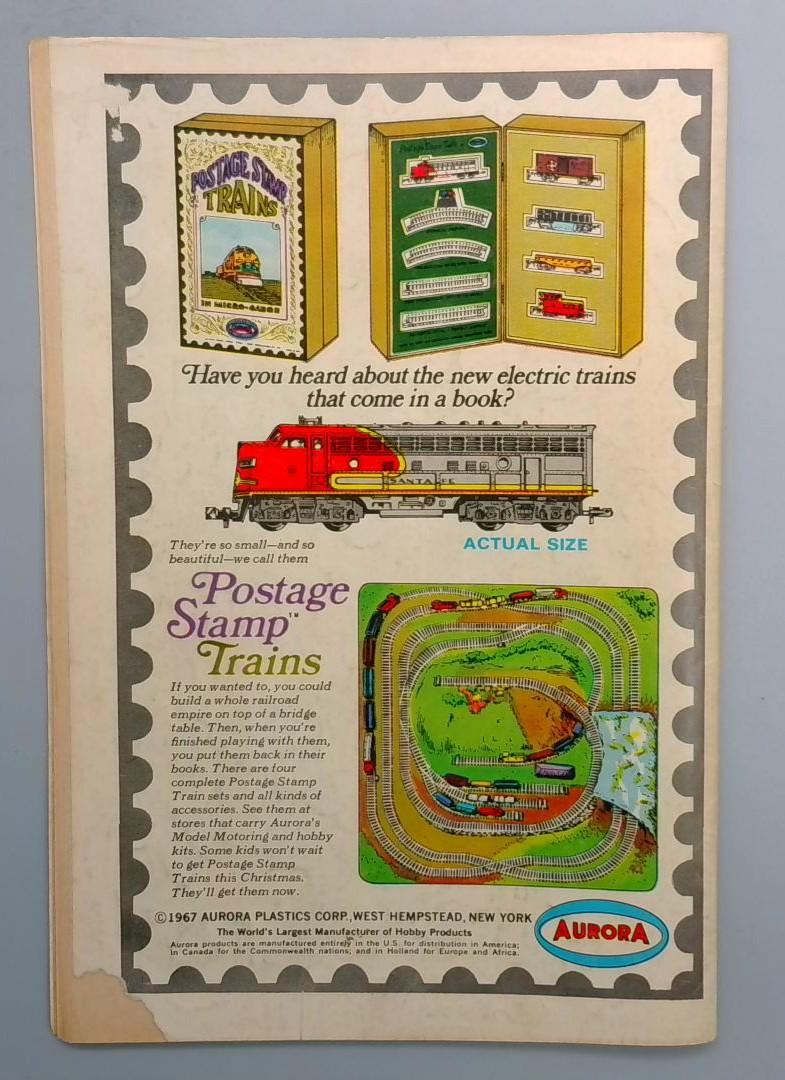 POSTAGE STAMP
TRAINS
IN MICRO-GAUGE
Postage Stamp Trains
Have you heard about the new electric trains
that come in a book?
SANTA FE
They're so small—and so
beautiful—we call them
ACTUAL SIZE
Postage
Stamp™
Trains
If you wanted to, you could
build a whole railroad
empire on top of a bridge
table. Then, when you're
finished playing with them,
you put them back in their
books. There are four
complete Postage Stamp
Train sets and all kinds of
accessories. See them at
stores that carry Aurora's
Model Motoring and hobby
kits. Some kids won't wait
to get Postage Stamp
Trains this Christmas.
They'll get them now.
©1967 AURORA PLASTICS CORP., WEST HEMPSTEAD, NEW YORK
The World's Largest Manufacturer of Hobby Products
Aurora products are manufactured entirely in the U.S. for distribution in America;
in Canada for the Commonwealth nations; and in Holland for Europe and Africa.
AURORA